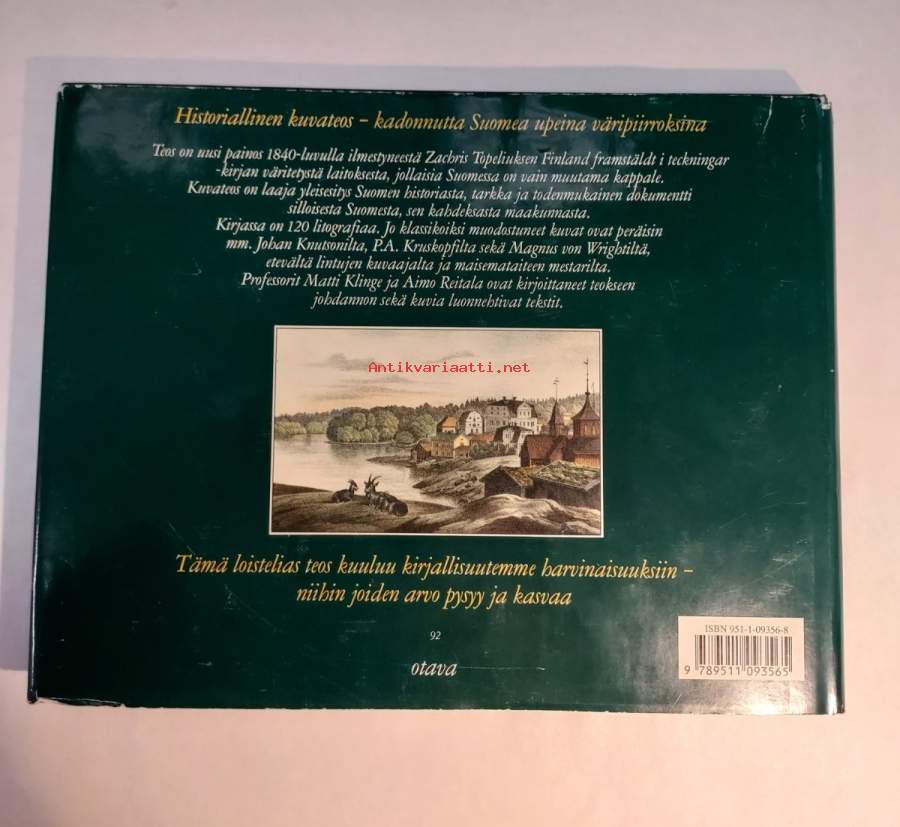 Historiallinen kuvateos – kadonnutta Suomea upeina väripiirroksina
Teos on uusi painos 1840-luvulla ilmestyneestä Zachris Topeliuksen Finland framställdt i teckningar
-kirjan väritetystä laitoksesta, jollaisia Suomessa on vain muutama kappale.
Kuvateos on laaja yleisesitys Suomen historiasta, tarkka ja todenmukainen dokumentti
silloisesta Suomesta, sen kahdeksasta maakunnasta.
Kirjassa on 120 litografiaa. Jo klassikoiksi muodostuneet kuvat ovat peräisin
mm. Johan Knutsonilta, P.A. Kruskopfilta sekä Magnus von Wrightiltä,
etevältä lintujen kuvaajalta ja maisemataiteen mestarilta.
Professorit Matti Klinge ja Aimo Reitala ovat kirjoittaneet teokseen
johdannon sekä kuvia luonnehtivat tekstit.
Antikvariaatti.net
Tämä loistelias teos kuuluu kirjallisuutemme harvinaisuuksiin –
niihin joiden arvo pysyy ja kasvaa
92
otava
ISBN 951-1-09356-8
9 789511 093565